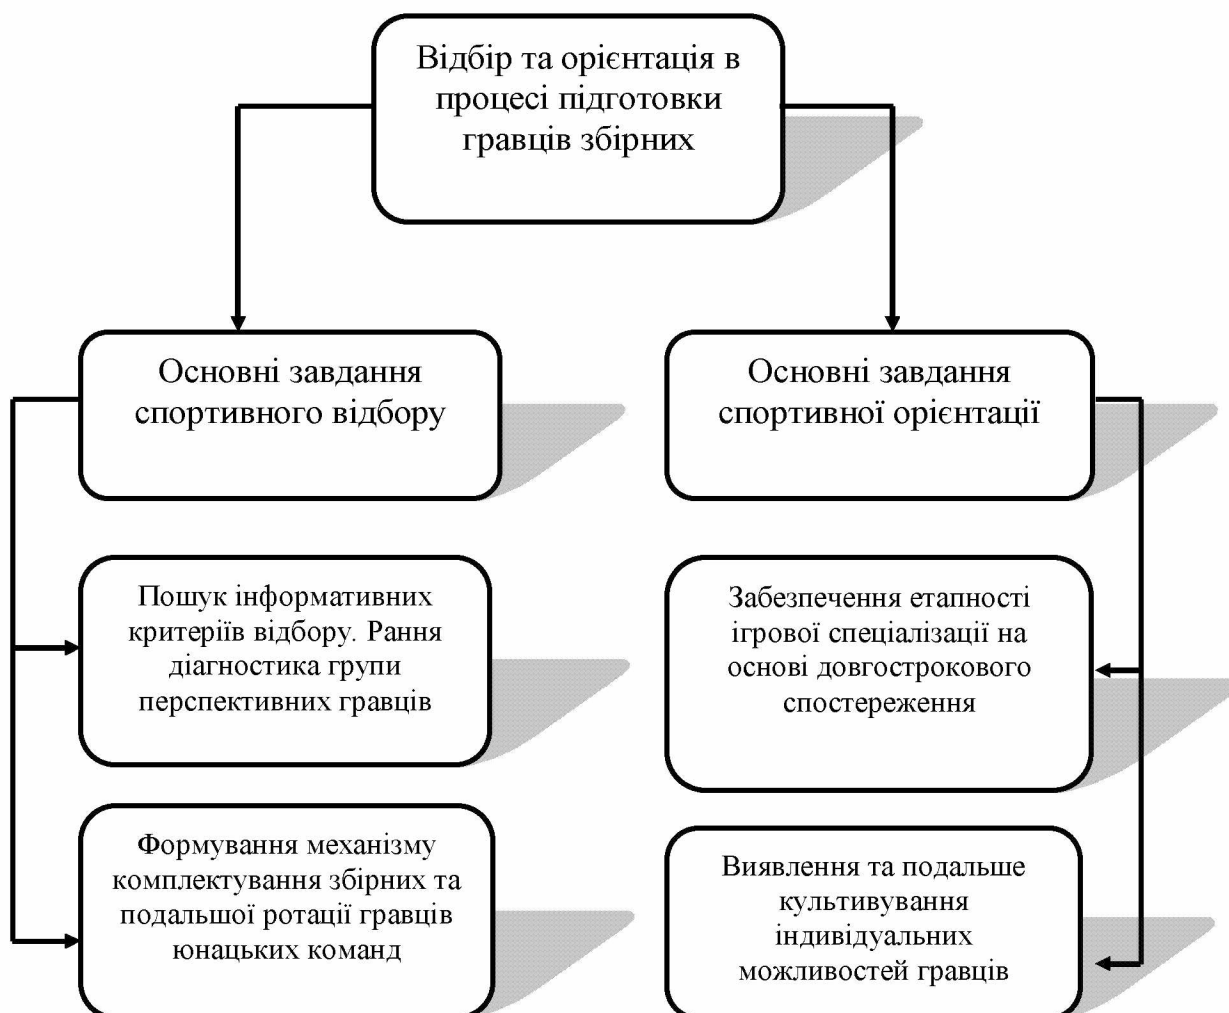 Відбір та орієнтація в
процесі підготовки
гравців збірних
Основні завдання
спортивного відбору
Основні завдання
спортивної орієнтації
Пошук інформативних
критеріїв відбору. Рання
діагностика групи
перспективних гравців
Забезпечення етапності
ігрової спеціалізації на
основі довгострокового
спостереження
Формування механізму
комплектування збірних та
подальшої ротації гравців
юнацьких команд
Виявлення та подальше
культивування
індивідуальних
можливостей гравців